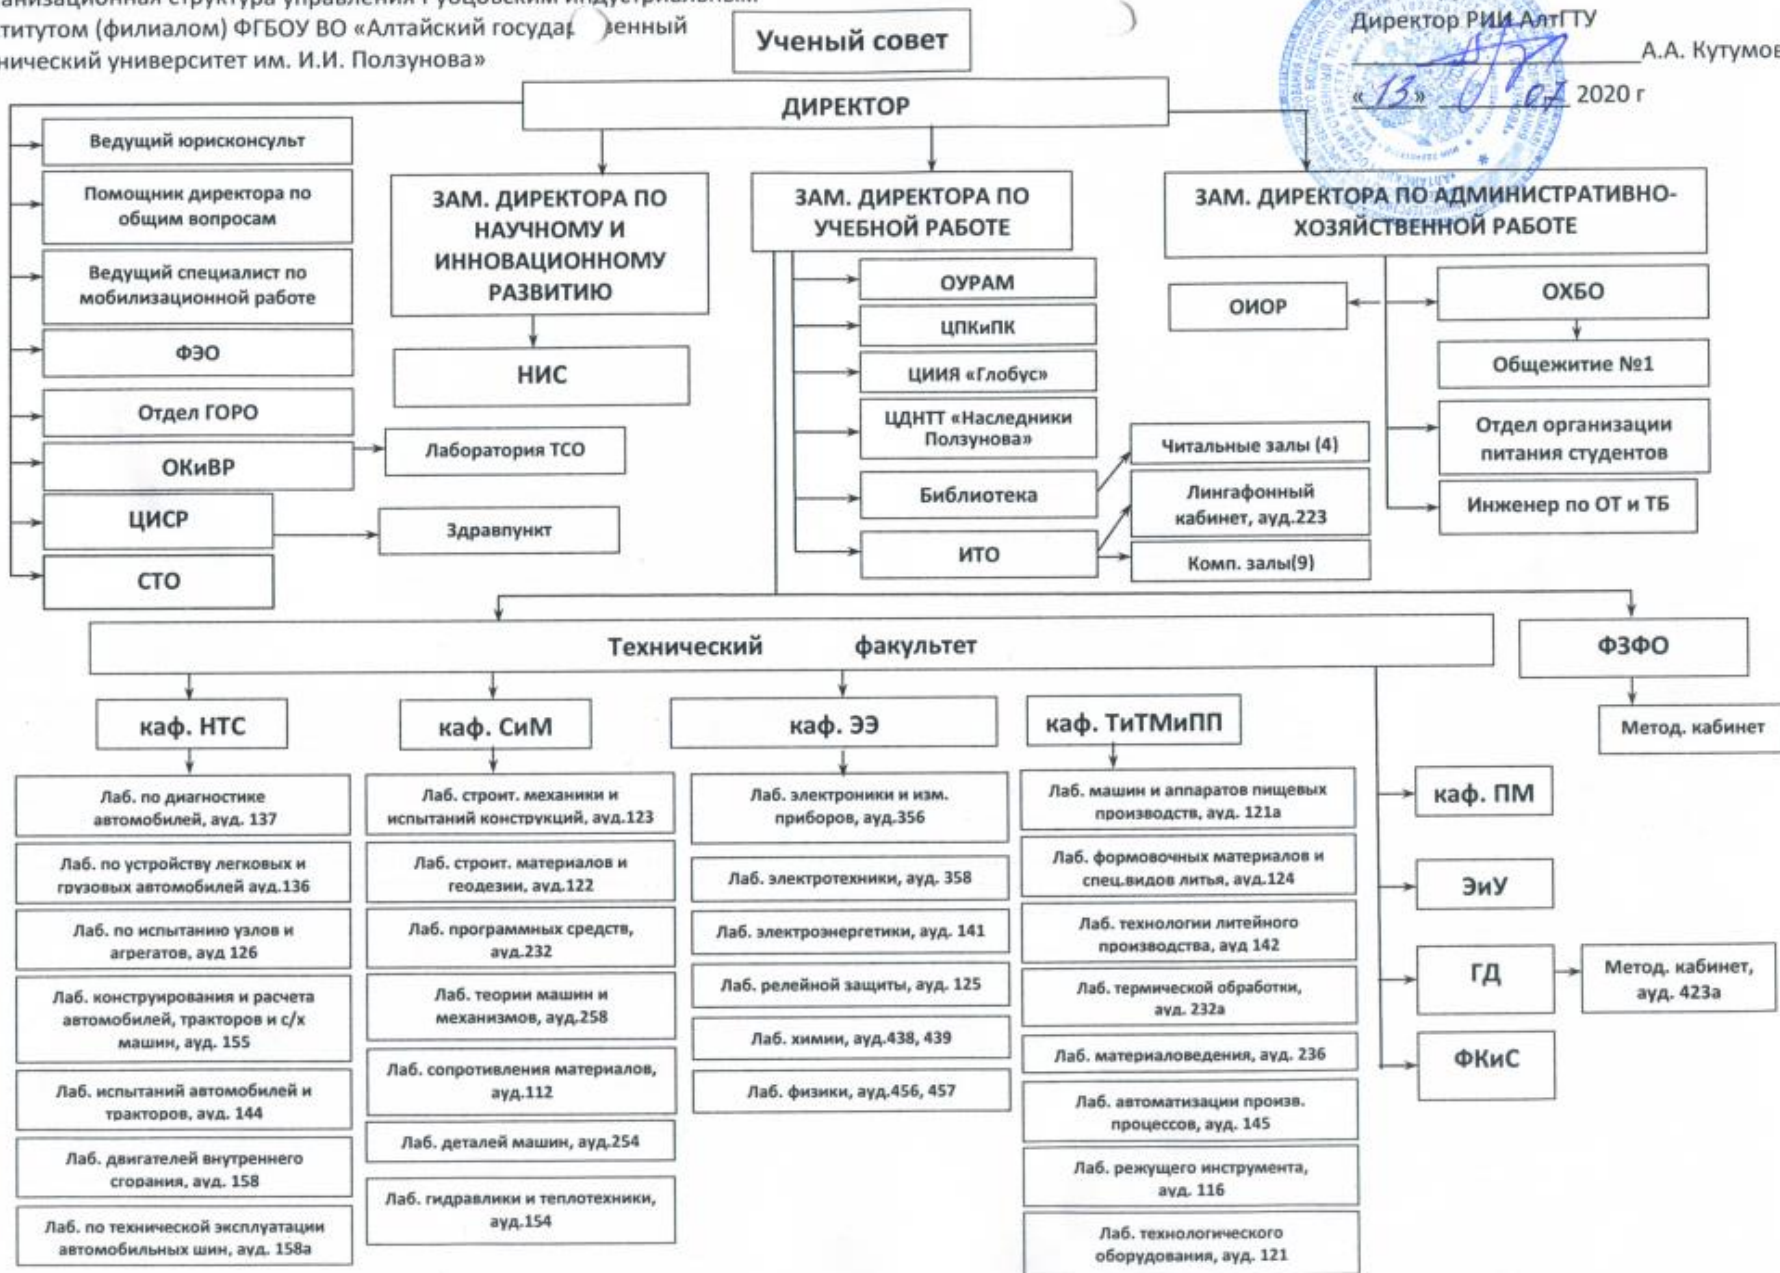 структура управления Рубцовским индустриальным
ФГБОУ ВО «Алтайский
университет им. И.И. Ползунова»
Ученый совет
Директор РИИ АлтГТУ
А.А. Кутумов
«13» 07 2020 г
ДИРЕКТОР
Ведущий юрисконсульт
Помощник директора по
общим вопросам
Ведущий специалист по
мобилизационной работе
ФЭО
Отдел ГОРО
ОКиВР
Лаборатория ТСО
ЦИСР
Здравпункт
СТО
ЗАМ. ДИРЕКТОРА ПО
НАУЧНОМУ И
ИННОВАЦИОННОМУ
РАЗВИТИЮ
НИС
ЗАМ. ДИРЕКТОРА ПО
УЧЕБНОЙ РАБОТЕ
ОУРАМ
ЦПКиПК
ЦИИЯ «Глобус»
ЦДНТТ «Наследники
Ползунова»
Библиотека
ИТО
Читальные залы (4)
Лингафонный
кабинет, ауд.223
Комп. залы(9)
ЗАМ. ДИРЕКТОРА ПО АДМИНИСТРАТИВНО-
ХОЗЯЙСТВЕННОЙ РАБОТЕ
ОИОР
ОХБО
Общежитие №1
Отдел организации
питания студентов
Инженер по ОТ и ТБ
Технический факультет
ФЗФО
Метод. кабинет
каф. НТС
Лаб. по диагностике
автомобилей, ауд. 137
Лаб. по устройству легковых и
грузовых автомобилей ауд.136
Лаб. по испытанию узлов и
агрегатов, ауд 126
Лаб. конструирования и расчета
автомобилей, тракторов и с/х
машин, ауд. 155
Лаб. испытаний автомобилей и
тракторов, ауд. 144
Лаб. двигателей внутреннего
сгорания, ауд. 158
Лаб. по технической эксплуатации
автомобильных шин, ауд. 158а
каф. СиМ
Лаб. строит. механики и
испытаний конструкций, ауд.123
Лаб. строит. материалов и
геодезии, ауд.122
Лаб. программных средств,
ауд.232
Лаб. теории машин и
механизмов, ауд.258
Лаб. сопротивления материалов,
ауд.112
Лаб. деталей машин, ауд.254
Лаб. гидравлики и теплотехники,
ауд.154
каф. ЭЭ
Лаб. электроники и изм.
приборов, ауд.356
Лаб. электротехники, ауд. 358
Лаб. электроэнергетики, ауд. 141
Лаб. релейной защиты, ауд. 125
Лаб. химии, ауд.438, 439
Лаб. физики, ауд.456, 457
каф. ТиТМиПП
Лаб. машин и аппаратов пищевых
производств, ауд. 121а
Лаб. формовочных материалов и
спец.видов литья, ауд.124
Лаб. технологии литейного
производства, ауд 142
Лаб. термической обработки,
ауд. 232а
Лаб. материаловедения, ауд. 236
Лаб. автоматизации произв.
процессов, ауд. 145
Лаб. режущего инструмента,
ауд. 116
Лаб. технологического
оборудования, ауд. 121
каф. ПМ
ЭиУ
ГД
Метод. кабинет,
ауд. 423а
ФКиС